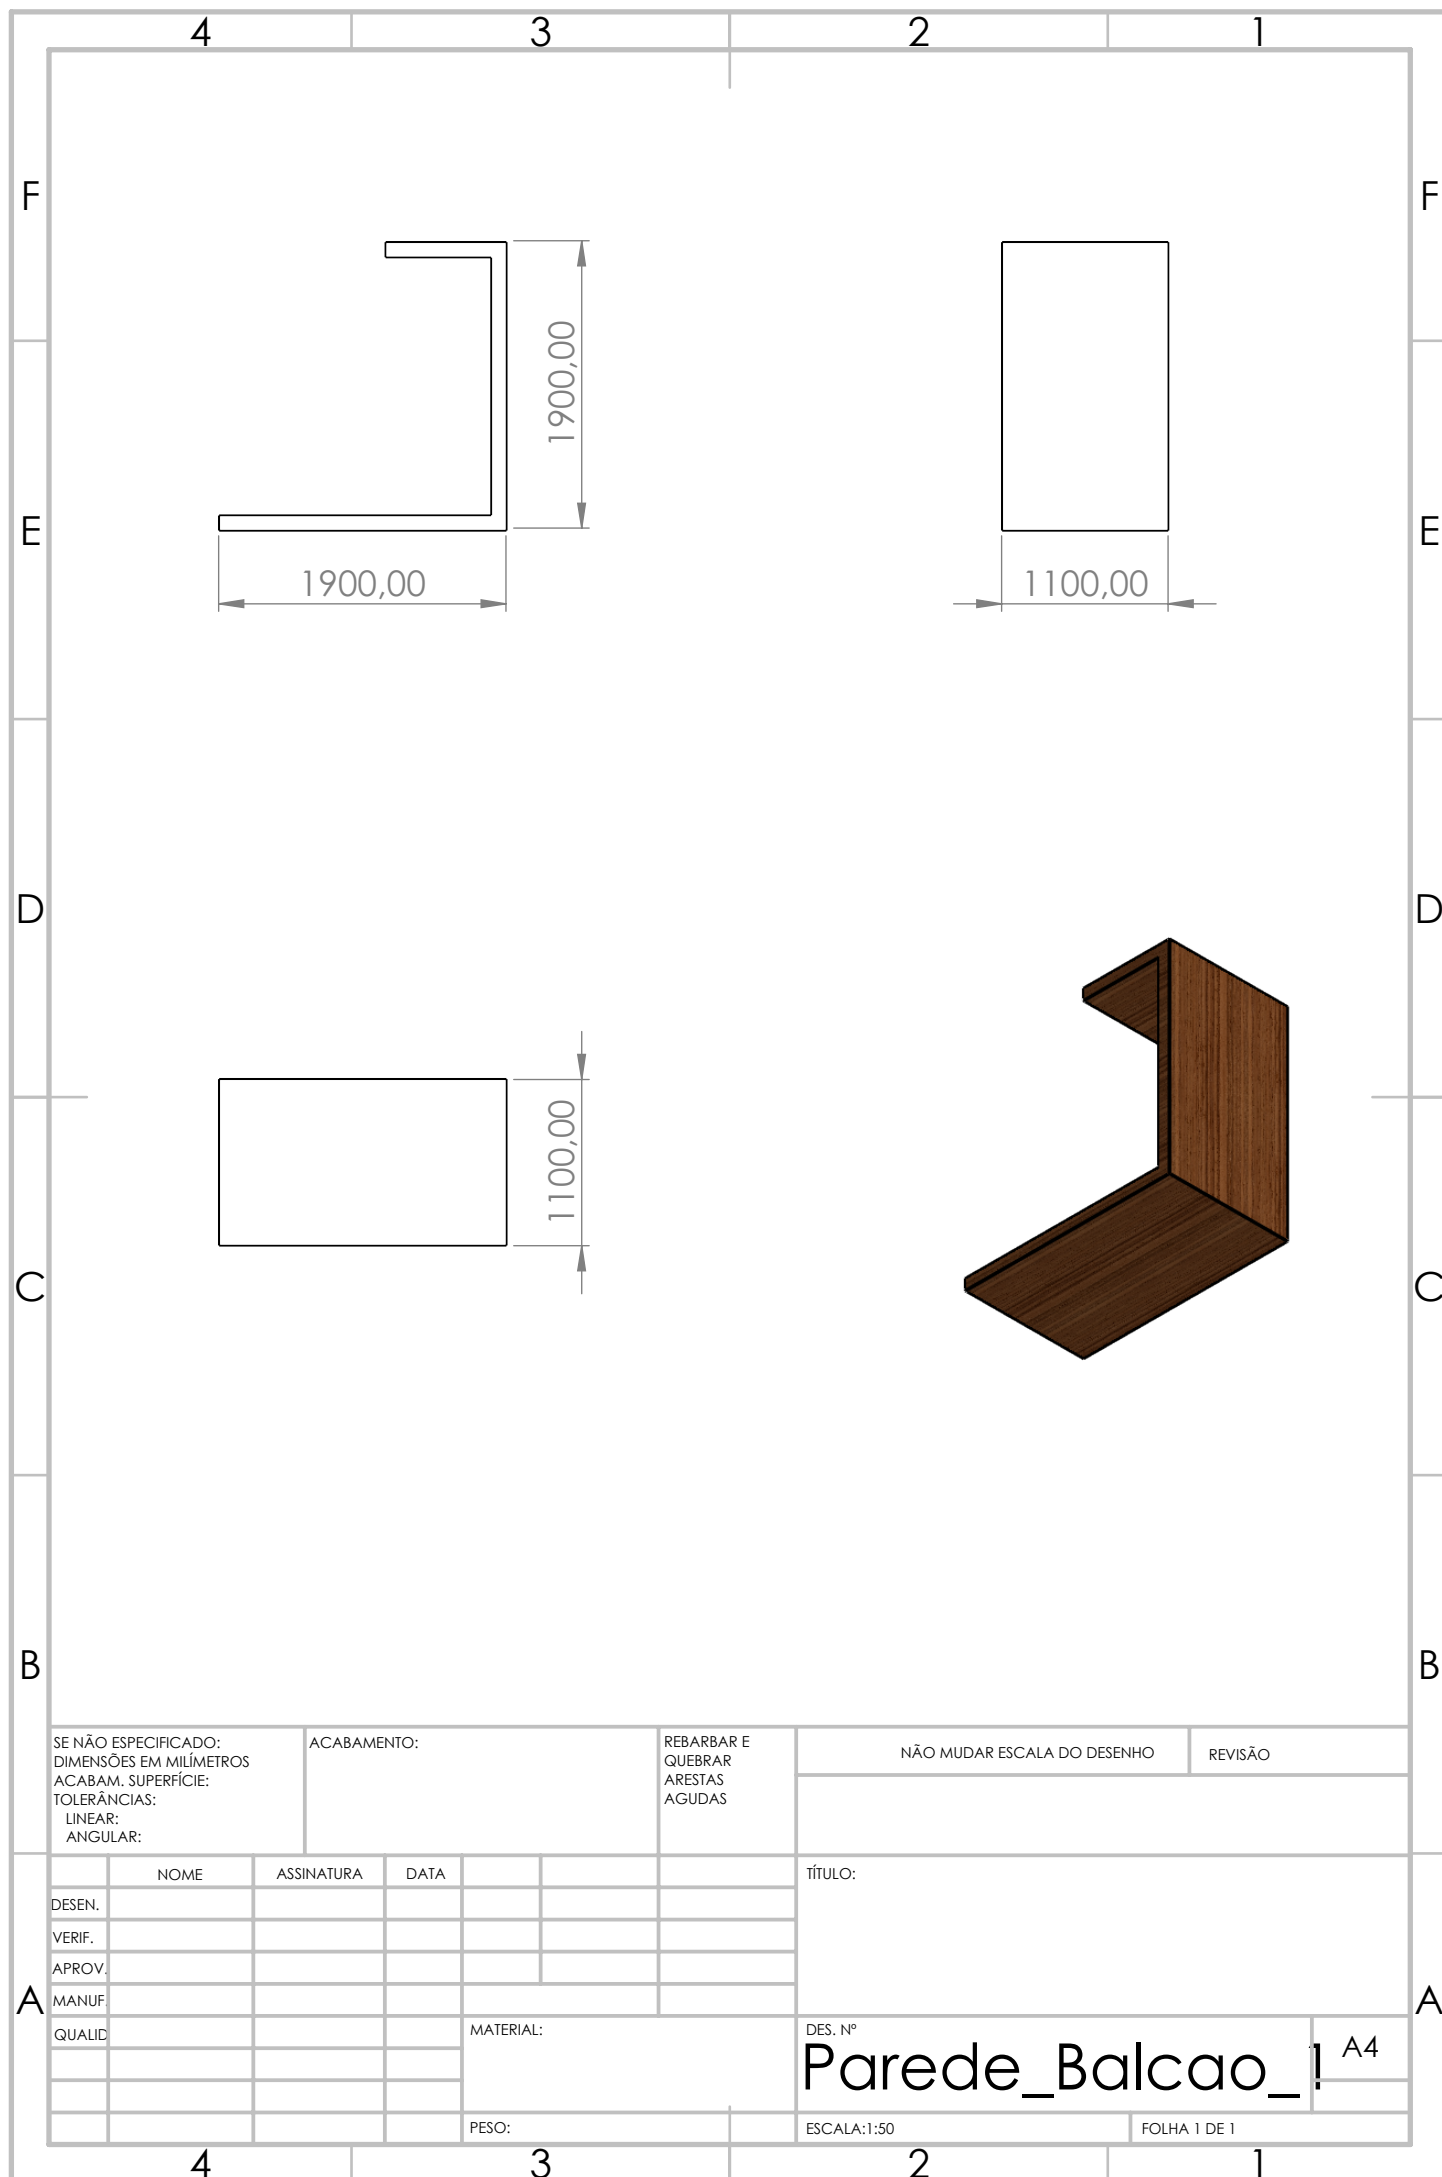 4 3 2 1
F F
1900,00
E E
1900,00 1100,00
D D
1100,00
C C
B B
SE NÃO ESPECIFICADO:
DIMENSÕES EM MILÍMETROS
ACABAM. SUPERFÍCIE:
TOLERÂNCIAS:
LINEAR:
ANGULAR:
ACABAMENTO:
REBARBAR E
QUEBRAR
ARESTAS
AGUDAS
NÃO MUDAR ESCALA DO DESENHO
REVISÃO
NOME ASSINATURA DATA
DESEN.
VERIF.
APROV.
MANUF.
QUALID
TÍTULO:
A A
MATERIAL:
DES. Nº
Parede_Balcao_1
A4
PESO:
ESCALA:1:50
FOLHA 1 DE 1
4 3 2 1